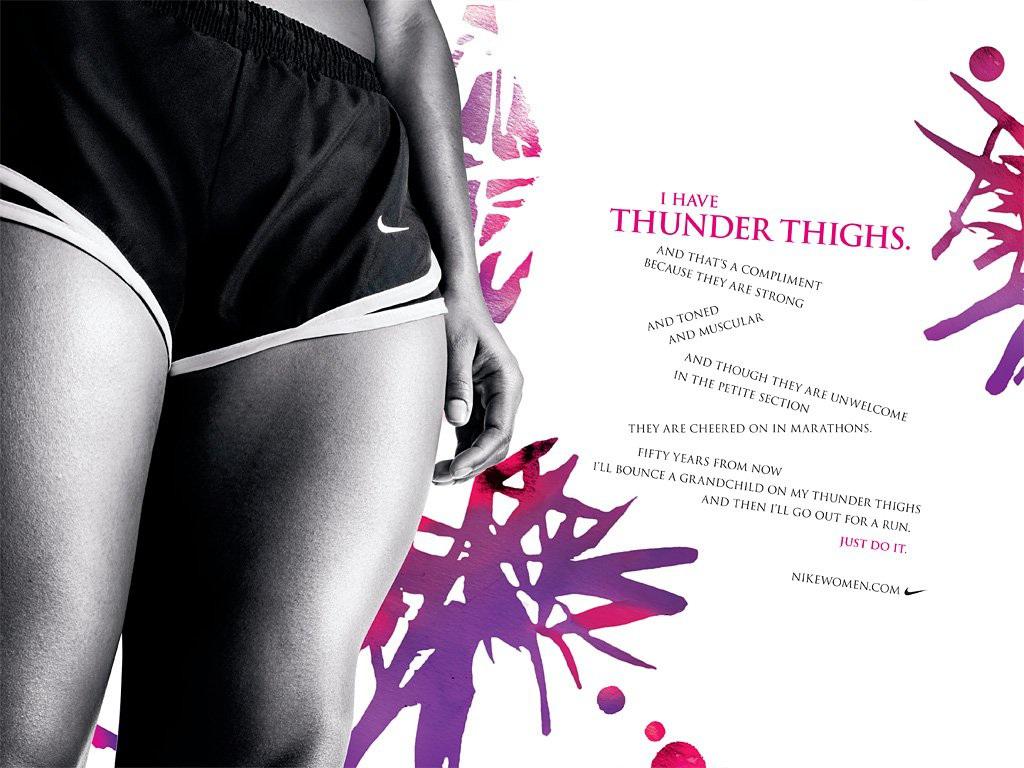 I HAVE
THUNDER THIGHS.
AND THAT'S A COMPLIMENT
BECAUSE THEY ARE STRONG
AND TONED
AND MUSCULAR
AND THOUGH THEY ARE UNWELCOME
IN THE PETITE SECTION
THEY ARE CHEERED ON IN MARATHONS.
FIFTY YEARS FROM NOW
I'LL BOUNCE A GRANDCHILD ON MY THUNDER THIGHS
AND THEN I'LL GO OUT FOR A RUN.
JUST DO IT.
NIKEWOMEN.COM